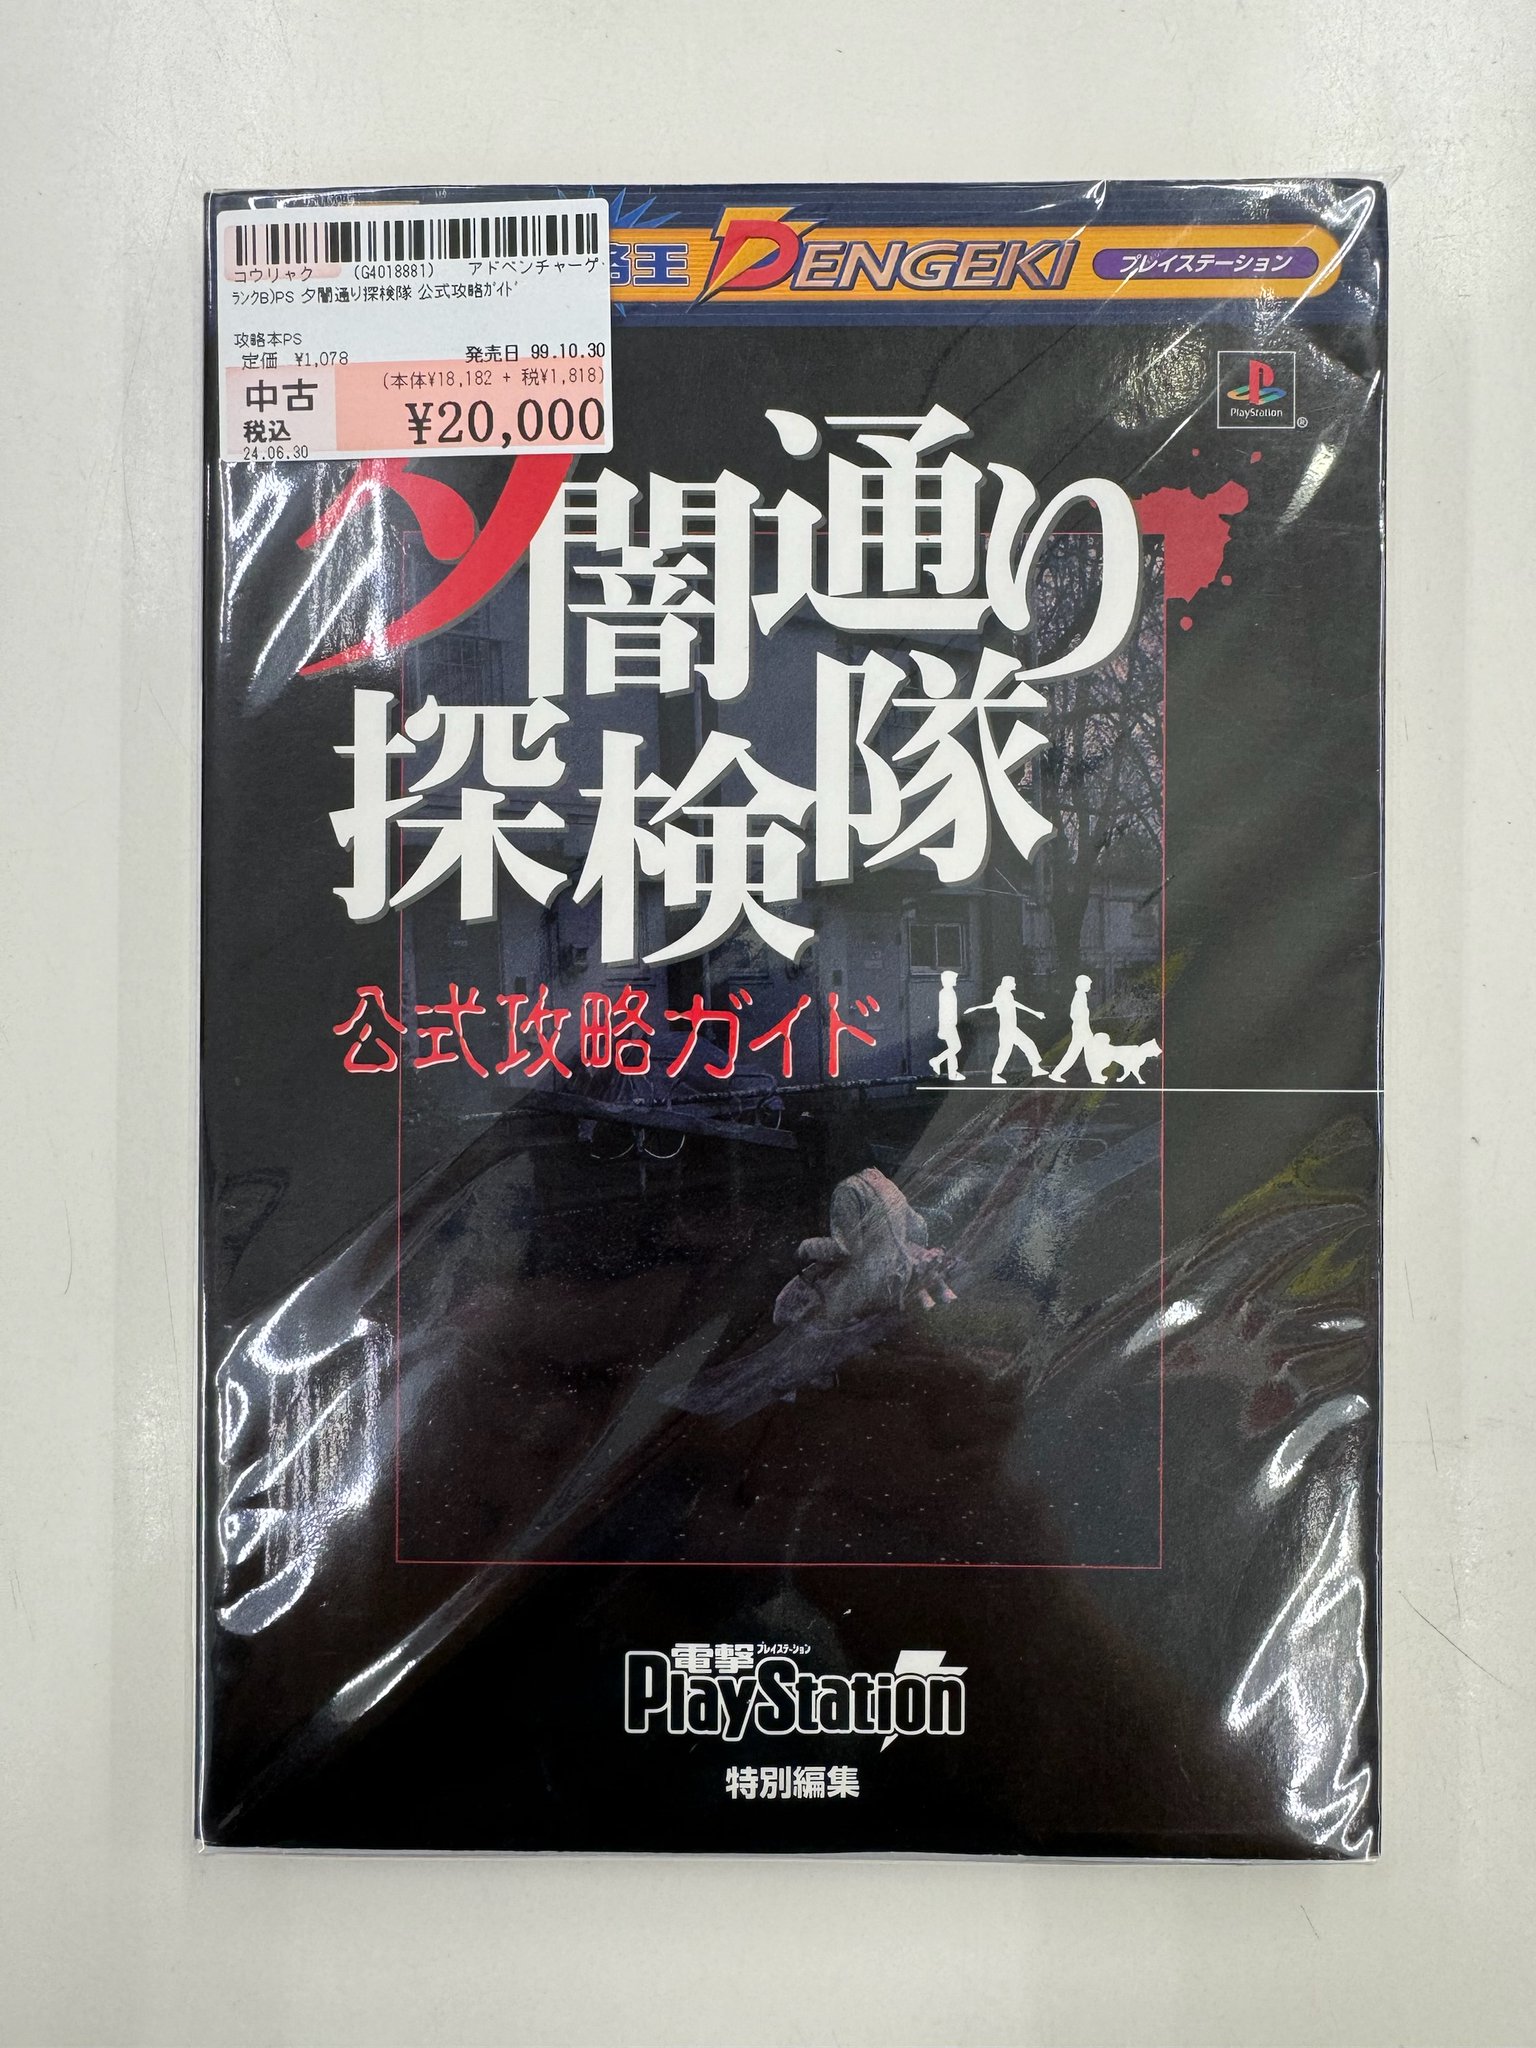 コウリャク (G4018881) アドベンチャーゲ
ランクB)PS 夕闇通り探検隊 公式攻略ガイド
攻略本PS
定価 ¥1,078 発売日 99.10.30
(本体¥18,182 + 税¥1,818)
中古
税込 ¥20,000
24.06.30
王 DENGEKI プレイステーション
PlayStation ®
夕闇通り
探検隊
公式攻略ガイド
電撃 プレイステーション
PlayStation
特別編集